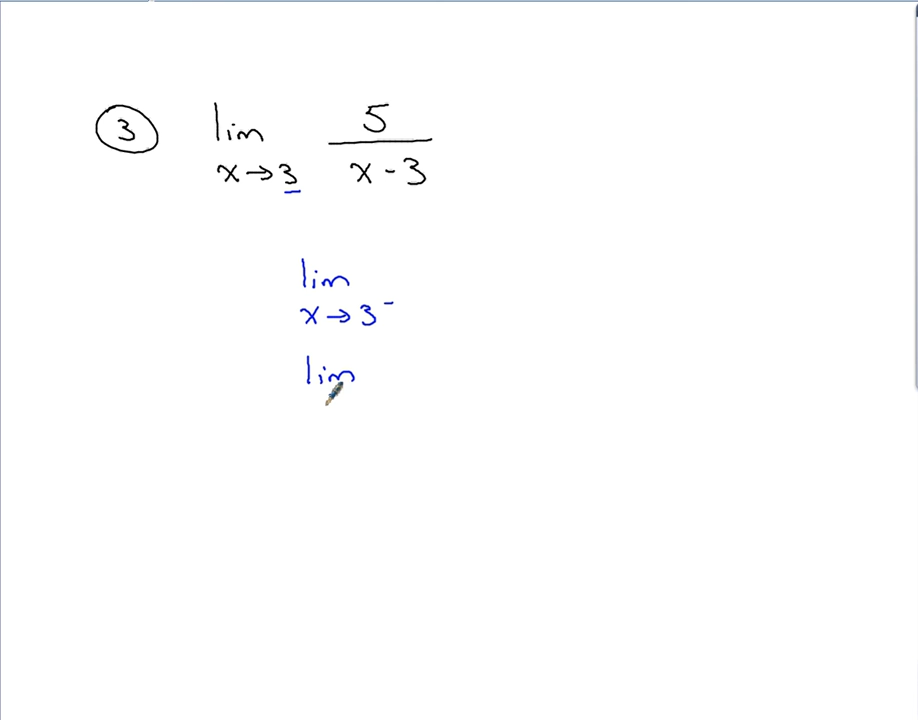 ③ lim 5
x→3 x-3
lim
x→3⁻
lim